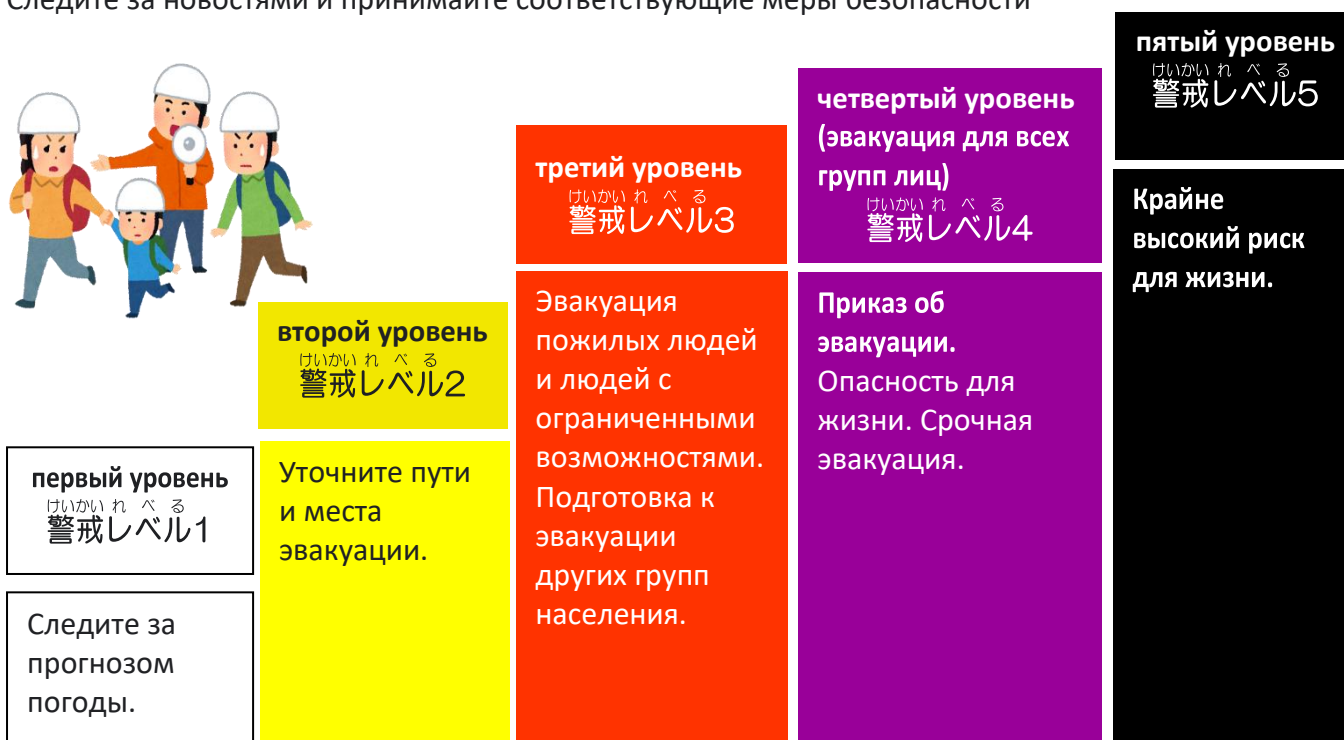 Следите за новостями и принимайте соответствующие меры безопасности
первый уровень
けいかい れ べ る
警戒レベル1
Следите за
прогнозом
погоды.
второй уровень
けいかい れ べ る
警戒レベル2
Уточните пути
и места
эвакуации.
третий уровень
けいかい れ べ る
警戒レベル3
Эвакуация
пожилых людей
и людей с
ограниченными
возможностями.
Подготовка к
эвакуации
других групп
населения.
четвертый уровень
(эвакуация для всех
групп лиц)
けいかい れ べ る
警戒レベル4
Приказ об
эвакуации.
Опасность для
жизни. Срочная
эвакуация.
пятый уровень
けいかい れ べ る
警戒レベル5
Крайне
высокий риск
для жизни.